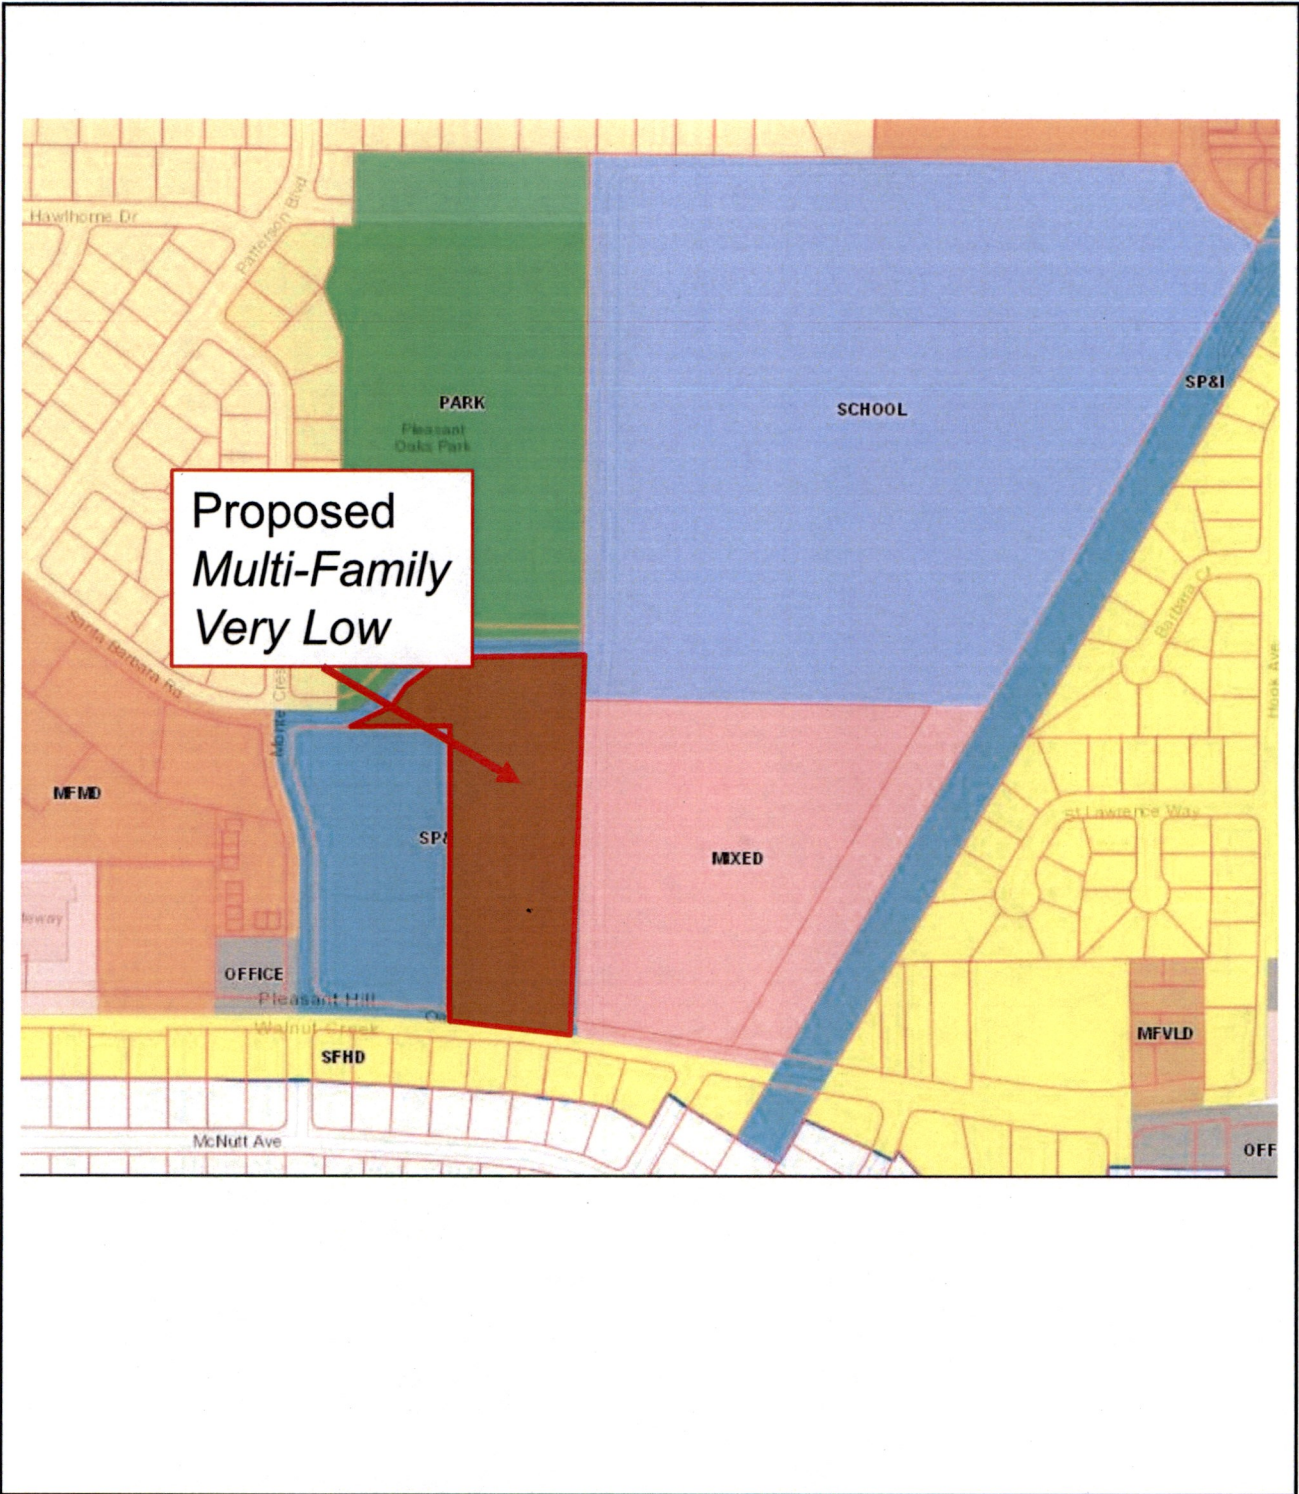 Hawthorne Dr
Patterson Blvd
PARK
Pleasant
Oaks Park
SCHOOL
SP&I
Proposed
Multi-Family
Very Low
Barbara Ct
Hook Ave
Santa Barbara Rd
MFMD
SP&
MIXED
St Lawrence Way
OFFICE
Pleasant Hill
Walnut Creek
SFHD
MFVLD
McNutt Ave
OFF